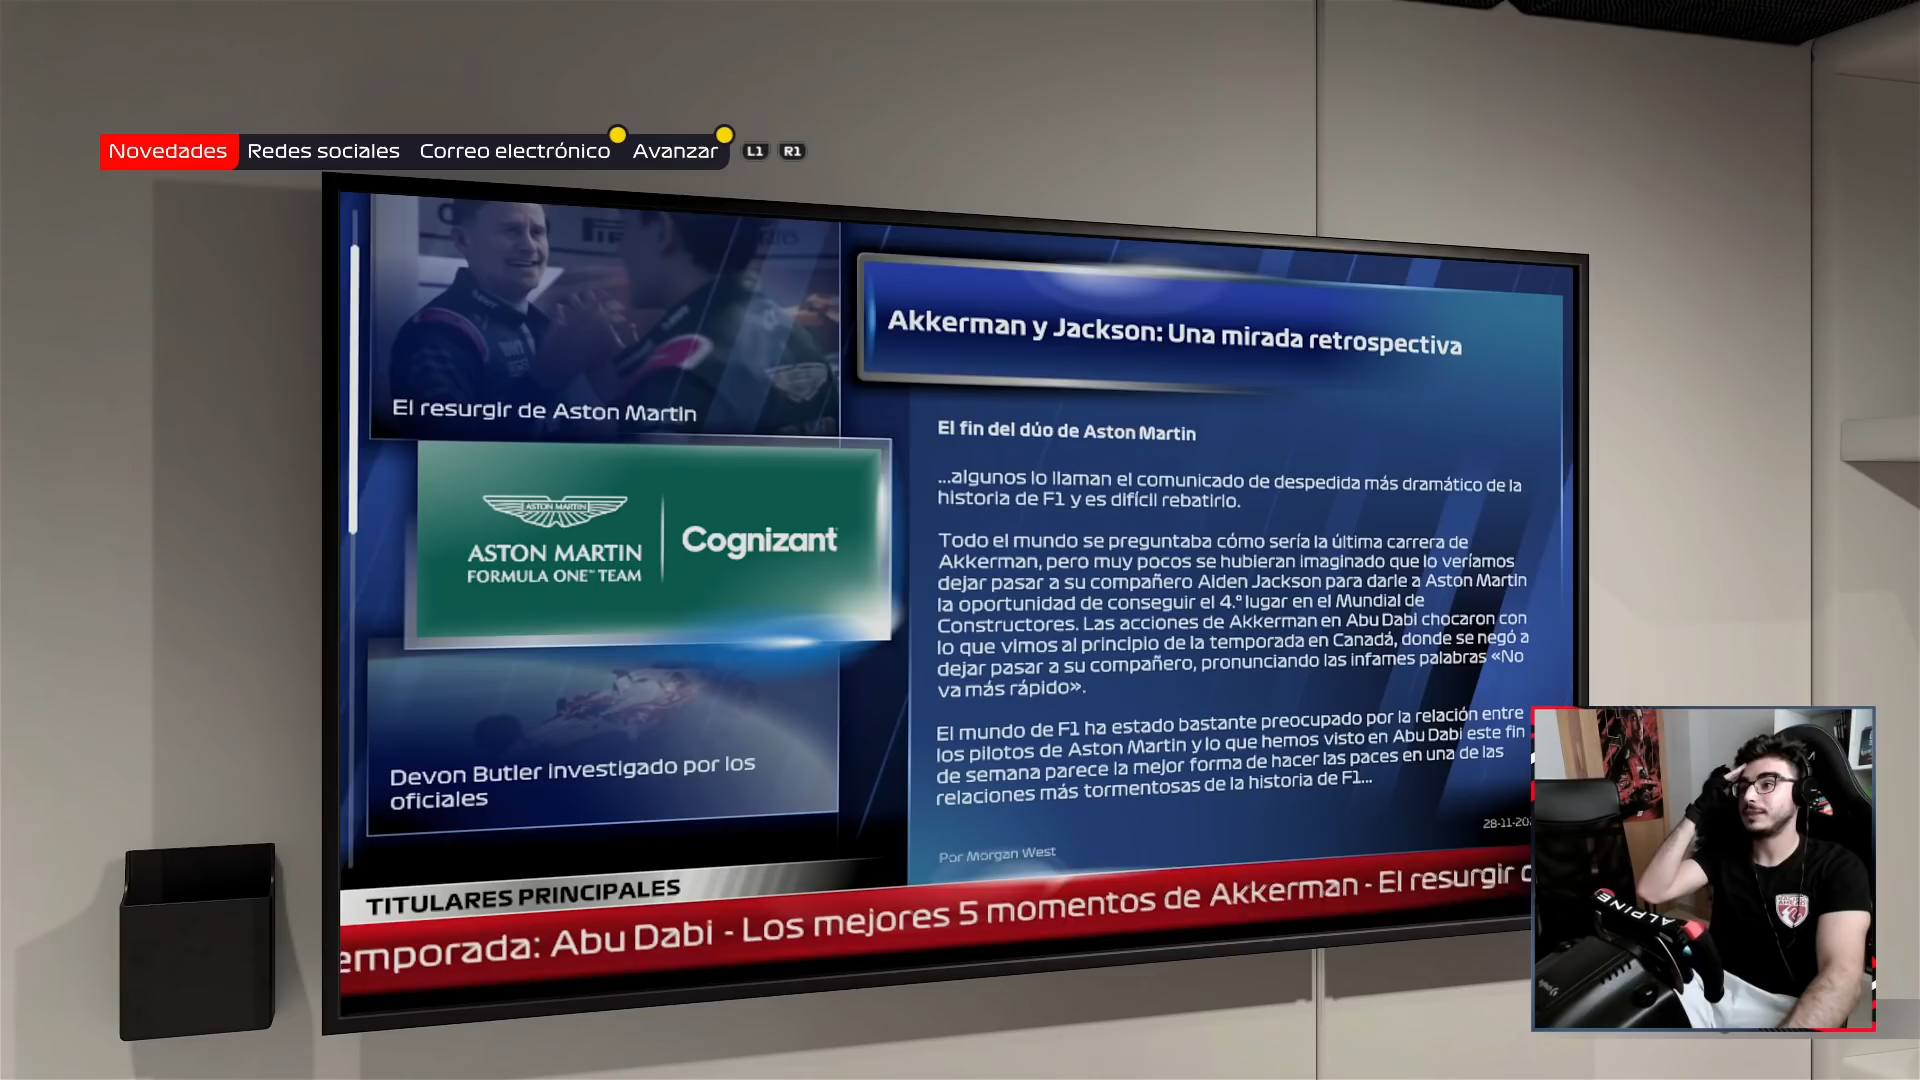 Novedades Redes sociales Correo electrónico Avanzar L1 R1
El resurgir de Aston Martin
ASTON MARTIN
ASTON MARTIN
FORMULA ONE™ TEAM
Cognizant
Devon Butler investigado por los
oficiales
Akkerman y Jackson: Una mirada retrospectiva
El fin del dúo de Aston Martin
...algunos lo llaman el comunicado de despedida más dramático de la
historia de F1 y es difícil rebatirlo.
Todo el mundo se preguntaba cómo sería la última carrera de
Akkerman, pero muy pocos se hubieran imaginado que lo veríamos
dejar pasar a su compañero Aiden Jackson para darle a Aston Martin
la oportunidad de conseguir el 4.º lugar en el Mundial de
Constructores. Las acciones de Akkerman en Abu Dabi chocaron con
lo que vimos al principio de la temporada en Canadá, donde se negó a
dejar pasar a su compañero, pronunciando las infames palabras «No
va más rápido».
El mundo de F1 ha estado bastante preocupado por la relación entre
los pilotos de Aston Martin y lo que hemos visto en Abu Dabi este fin
de semana parece la mejor forma de hacer las paces en una de las
relaciones más tormentosas de la historia de F1...
28-11-202
Por Morgan West
TITULARES PRINCIPALES
emporada: Abu Dabi - Los mejores 5 momentos de Akkerman - El resurgir
ALPINE